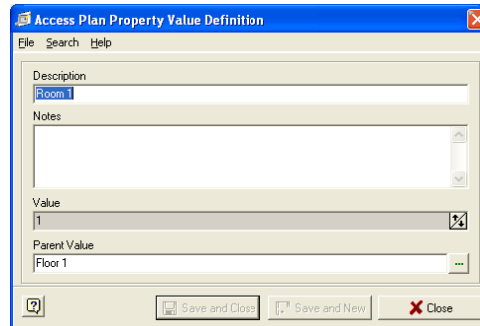 Access Plan Property Value Definition
File Search Help
Description
Room 1
Notes
Value
1
Parent Value
Floor 1
Save and Close Save and New Close